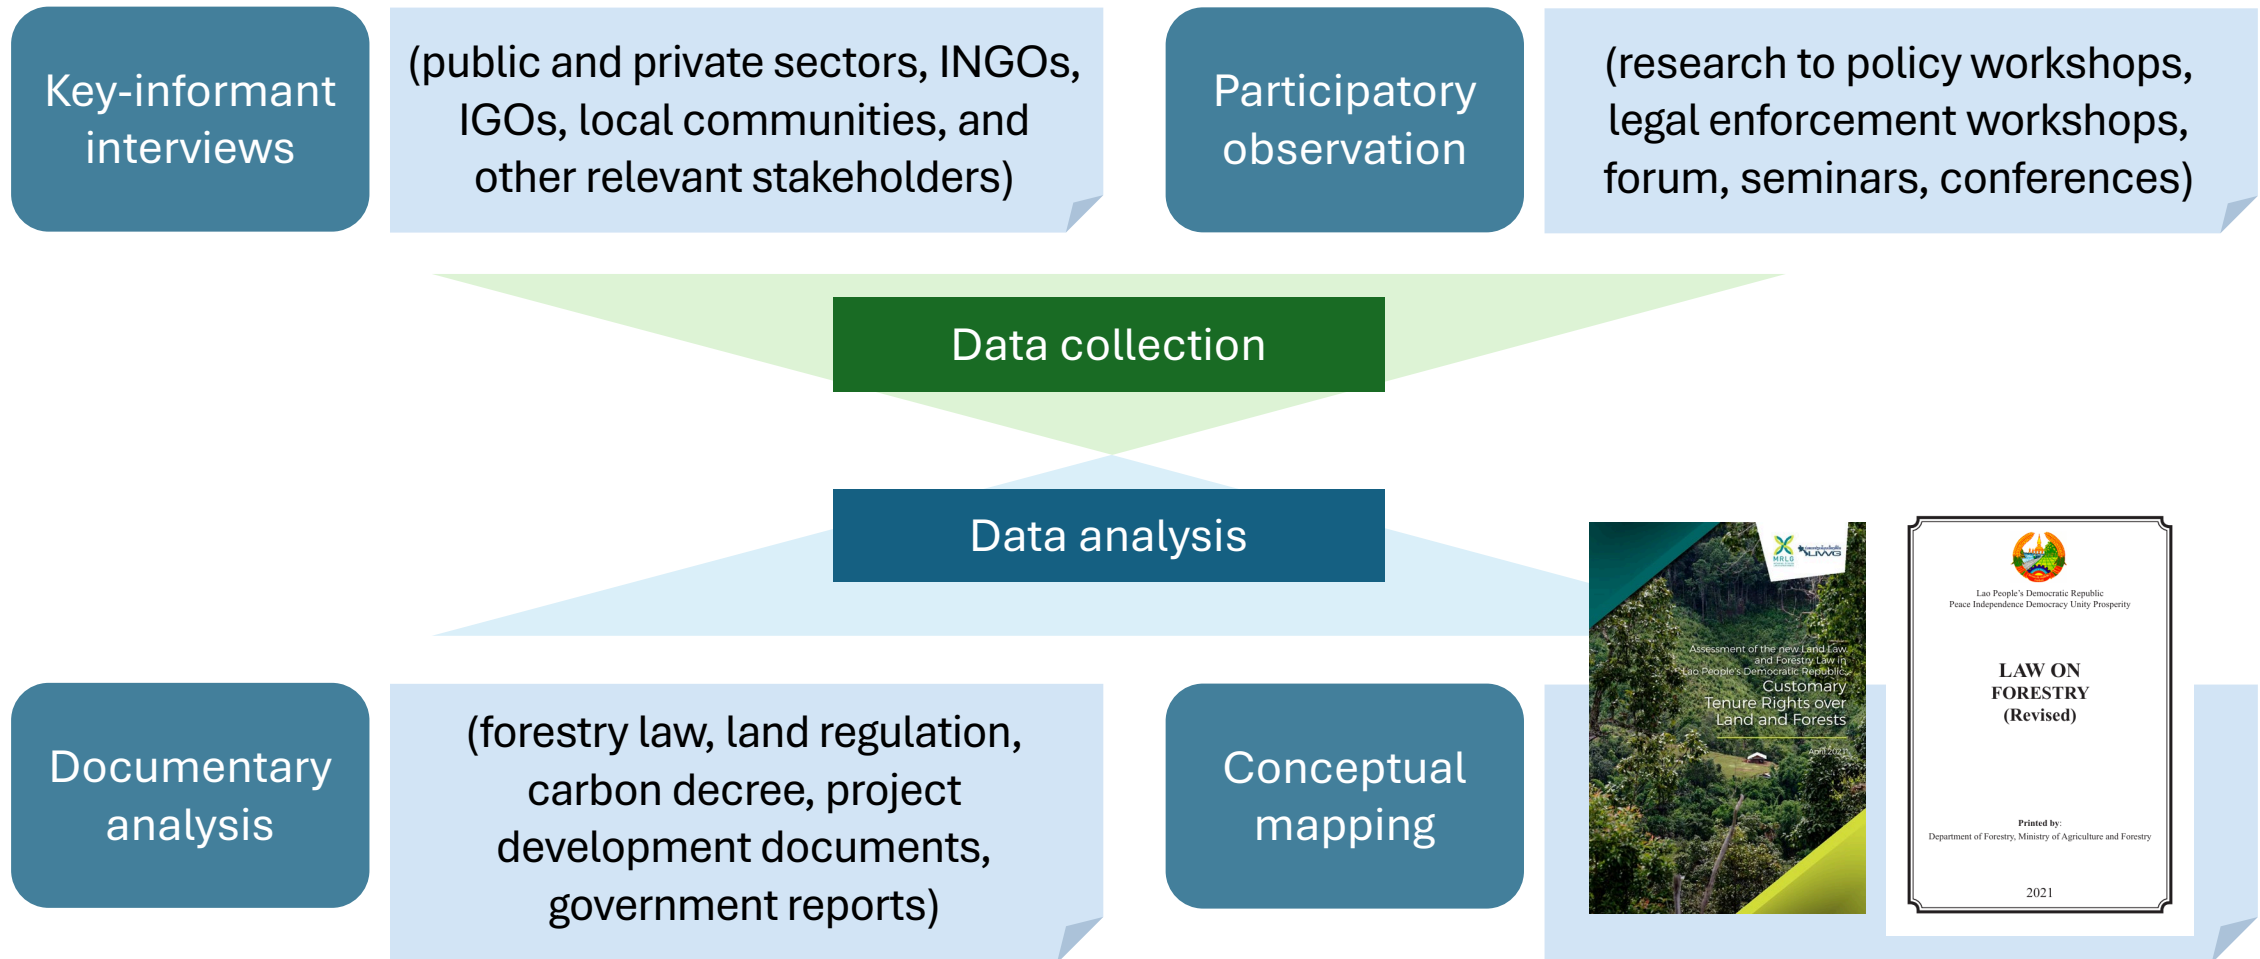 Key-informant
interviews
(public and private sectors, INGOs,
IGOs, local communities, and
other relevant stakeholders)
Participatory
observation
(research to policy workshops,
legal enforcement workshops,
forum, seminars, conferences)
Data collection
Data analysis
Documentary
analysis
(forestry law, land regulation,
carbon decree, project
development documents,
government reports)
Conceptual
mapping
MRLG
LIWG
Assessment of the new Land Law
and Forestry Law in
Lao People's Democratic Republic:
Customary
Tenure Rights over
Land and Forests
April 2021
Lao People's Democratic Republic
Peace Independence Democracy Unity Prosperity
LAW ON
FORESTRY
(Revised)
Printed by:
Department of Forestry, Ministry of Agriculture and Forestry
2021